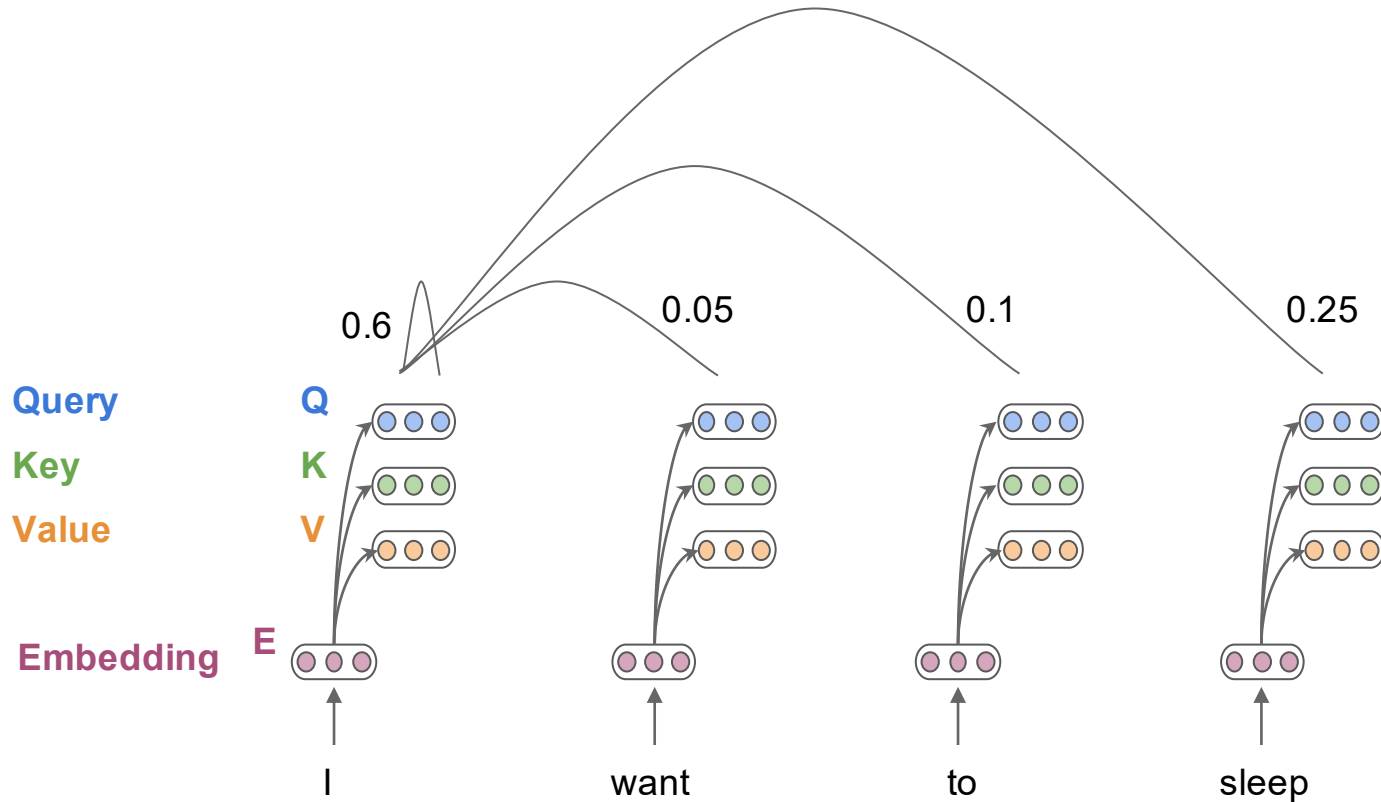 0.6 0.05 0.1 0.25
Query Q
Key K
Value V
Embedding E
I want to sleep